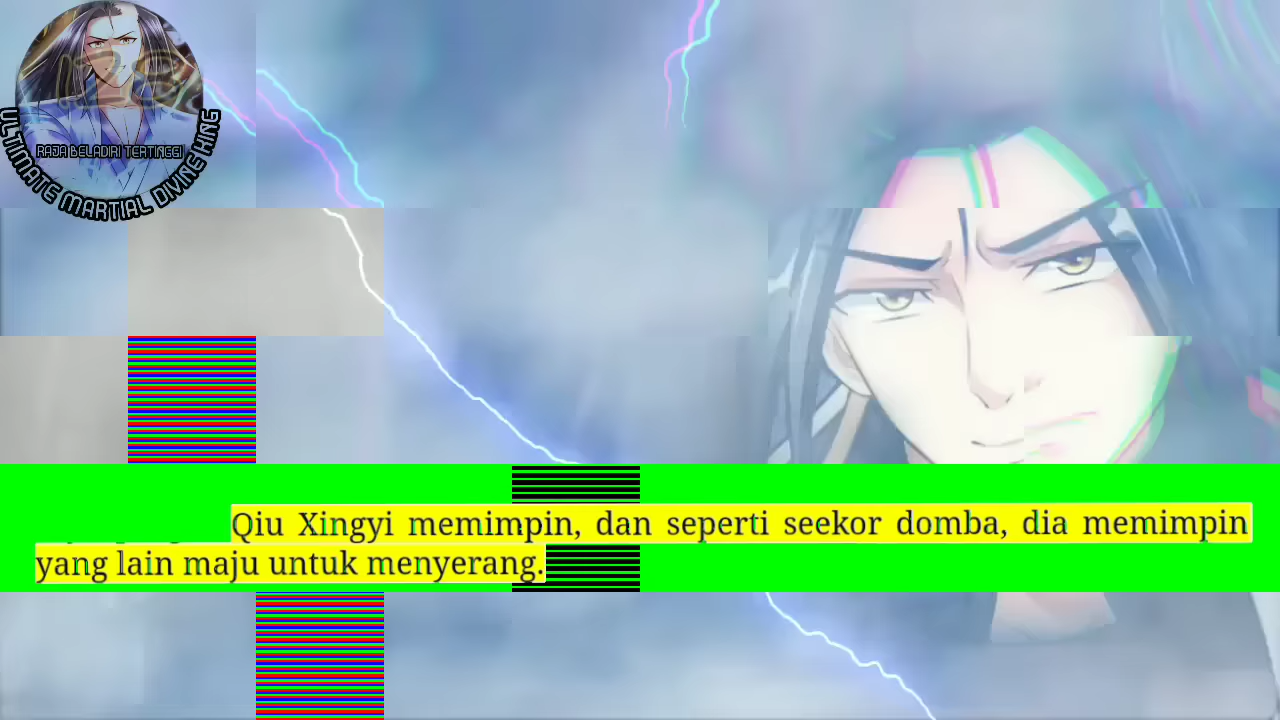 RAJA BELADIRI TERTINGGI
ULTIMATE MARTIAL DIVINE KING
Qiu Xingyi memimpin, dan seperti seekor domba, dia memimpin
yang lain maju untuk menyerang.